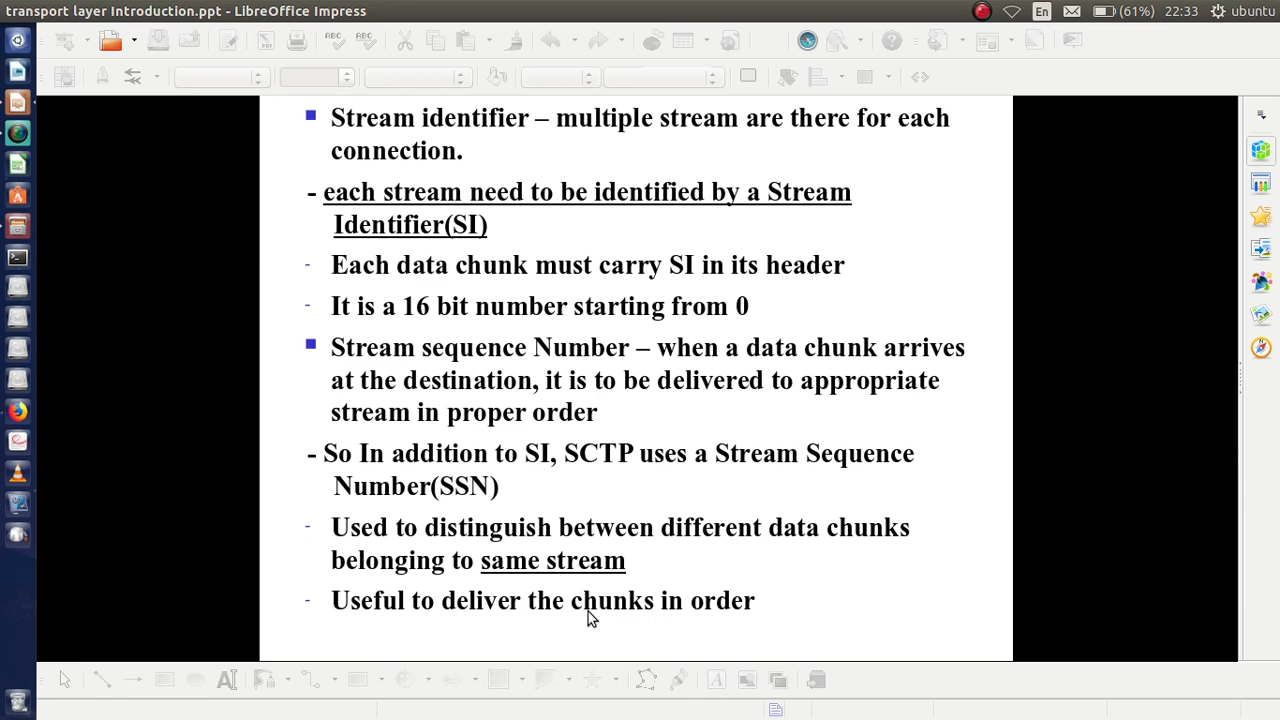 transport layer Introduction.ppt - LibreOffice Impress
En
(61%)
22:33
ubuntu
Stream identifier – multiple stream are there for each
connection.
- each stream need to be identified by a Stream
Identifier(SI)
- Each data chunk must carry SI in its header
- It is a 16 bit number starting from 0
Stream sequence Number – when a data chunk arrives
at the destination, it is to be delivered to appropriate
stream in proper order
- So In addition to SI, SCTP uses a Stream Sequence
Number(SSN)
- Used to distinguish between different data chunks
belonging to same stream
- Useful to deliver the chunks in order